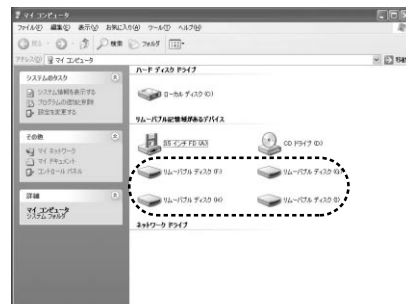 マイ コンピュータ
ファイル(F) 編集(E) 表示(V) お気に入り(A) ツール(T) ヘルプ(H)
戻る 検索 フォルダ
アドレス(D) マイ コンピュータ 移動
システムのタスク
システム情報を表示する
プログラムの追加と削除
設定を変更する
その他
マイ ネットワーク
マイ ドキュメント
コントロール パネル
詳細
マイ コンピュータ
システム フォルダ
ハード ディスク ドライブ
ローカル ディスク (C)
リムーバブル記憶域があるデバイス
3.5 インチ FD (A)
CD ドライブ (D)
リムーバブル ディスク (F)
リムーバブル ディスク (G)
リムーバブル ディスク (H)
リムーバブル ディスク (I)
ネットワーク ドライブ